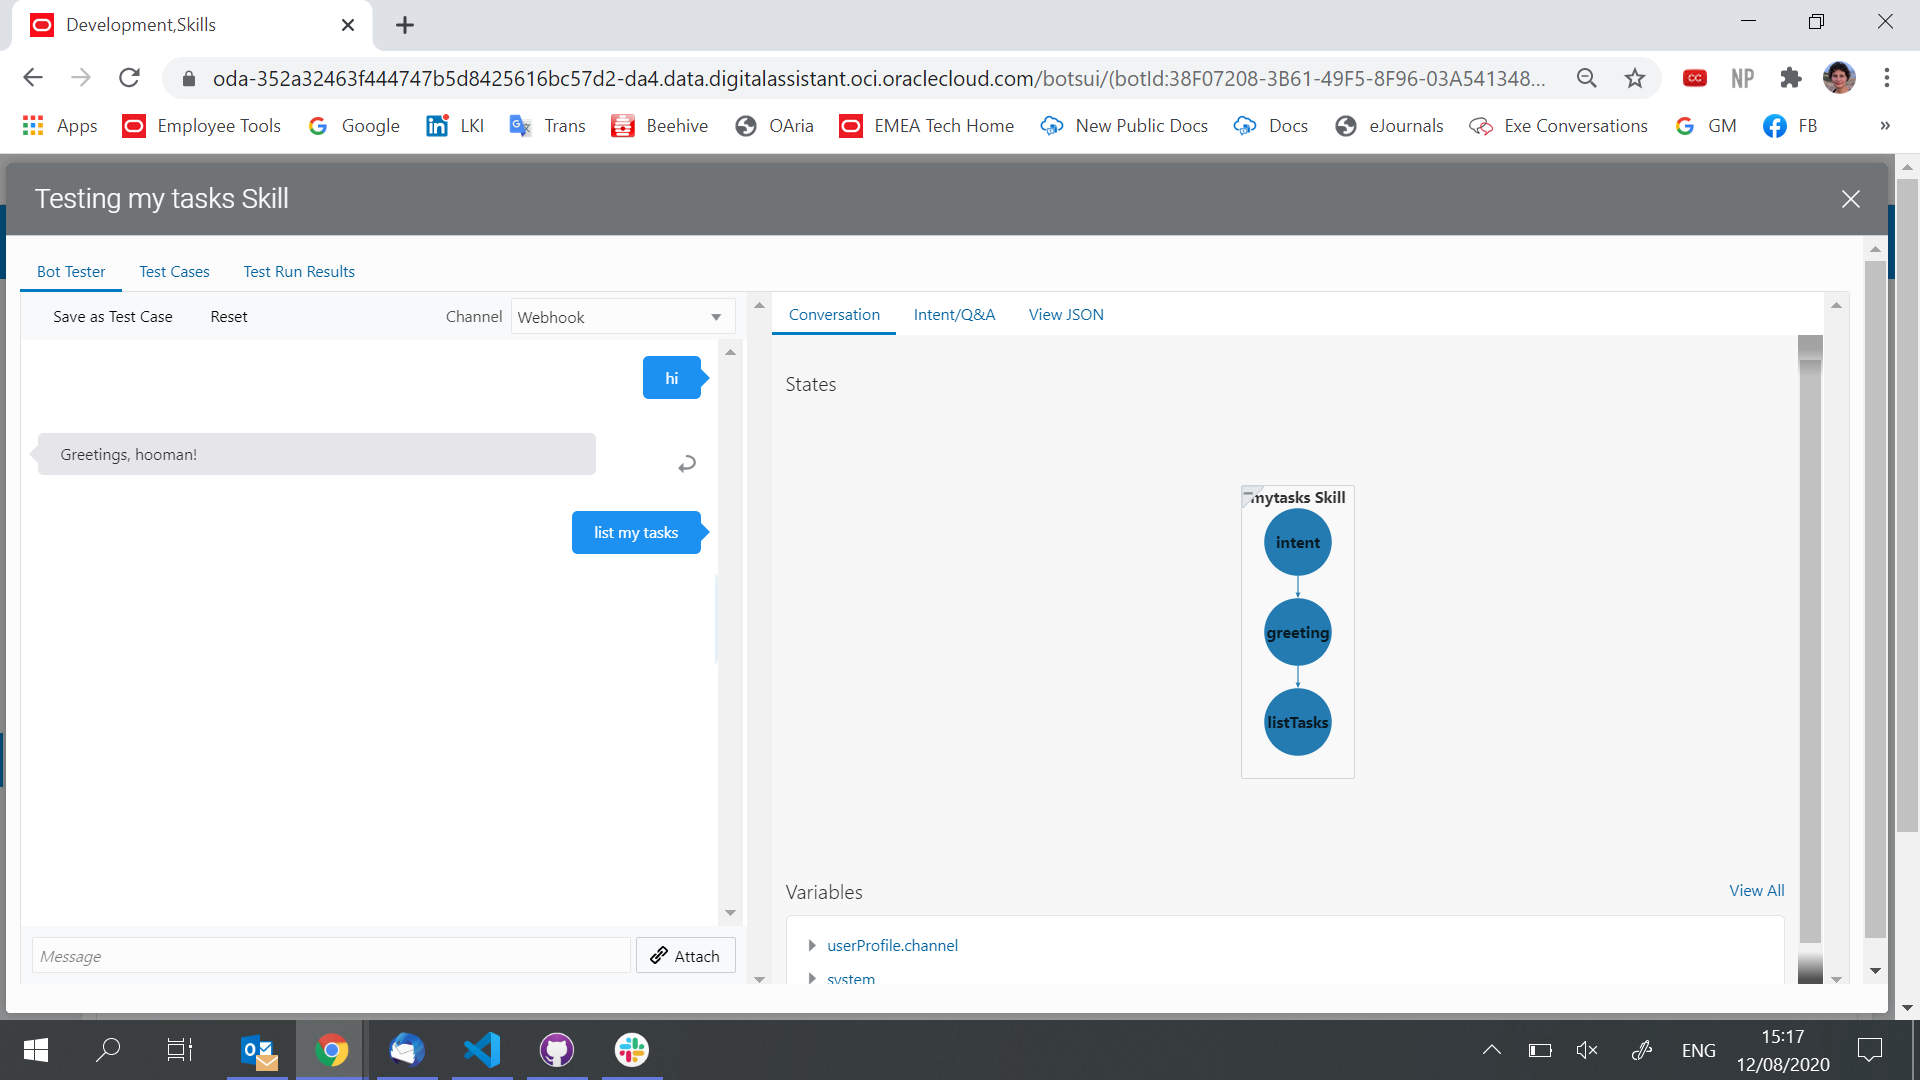 Development,Skills
oda-352a32463f444747b5d8425616bc57d2-da4.data.digitalassistant.oci.oraclecloud.com/botsui/(botId:38F07208-3B61-49F5-8F96-03A541348...
CC
NP
Apps
Employee Tools
Google
LKI
Trans
Beehive
OAria
EMEA Tech Home
New Public Docs
Docs
eJournals
Exe Conversations
GM
FB
»
Testing my tasks Skill
Bot Tester
Test Cases
Test Run Results
Save as Test Case
Reset
Channel
Webhook
hi
Greetings, hooman!
list my tasks
Message
Attach
Conversation
Intent/Q&A
View JSON
States
mytasks Skill
intent
greeting
listTasks
Variables
View All
userProfile.channel
system
ENG
15:17
12/08/2020